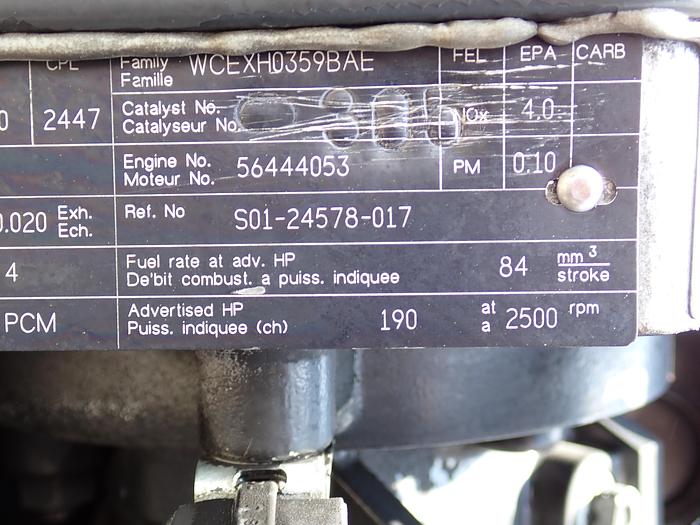 CPL Family WCEXH0359BAE FEL EPA CARB
Famille
2447 Catalyst No. NOx 4.0
Catalyseur No.
Engine No. 56444053 PM 0.10
Moteur No.
0.020 Exh. Ref. No S01-24578-017
Ech.
4 Fuel rate at adv. HP 84 mm3
De'bit combust. a puiss. indiquee stroke
PCM Advertised HP 190 at 2500 rpm
Puiss. indiquee (ch) a